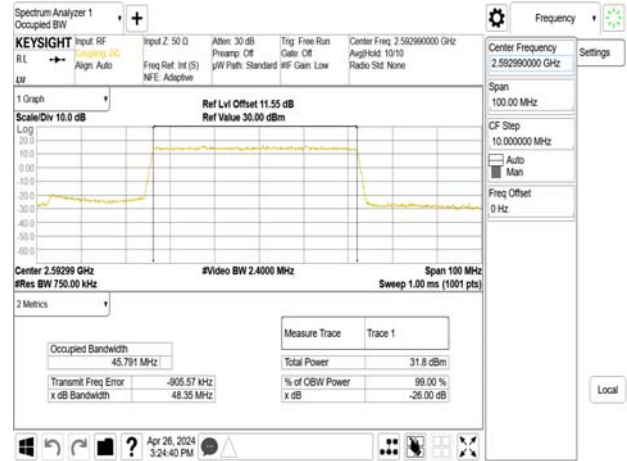 Spectrum Analyzer 1
Occupied BW
Frequency
KEYSIGHT
Input: RF
Coupling: DC
Align: Auto
Input Z: 50 Ω
Freq Ref: Int (S)
NFE: Adaptive
Atten: 30 dB
Preamp: Off
µW Path: Standard
Trig: Free Run
Gate: Off
#IF Gain: Low
Center Freq: 2.592990000 GHz
Avg|Hold: 10/10
Radio Std: None
RL
Center Frequency
2.592990000 GHz
Settings
Span
100.00 MHz
CF Step
10.000000 MHz
Auto
Man
Freq Offset
0 Hz
1 Graph
Scale/Div 10.0 dB
Ref Lvl Offset 11.55 dB
Ref Value 30.00 dBm
Log
20.0
10.0
0.00
-10.0
-20.0
-30.0
-40.0
-50.0
-60.0
Center 2.59299 GHz
#Video BW 2.4000 MHz
Span 100 MHz
#Res BW 750.00 kHz
Sweep 1.00 ms (1001 pts)
2 Metrics
Measure Trace Trace 1
Occupied Bandwidth
45.791 MHz
Total Power 31.8 dBm
Transmit Freq Error -905.57 kHz
% of OBW Power 99.00 %
x dB Bandwidth 48.35 MHz
x dB -26.00 dB
Local
Apr 26, 2024
3:24:40 PM